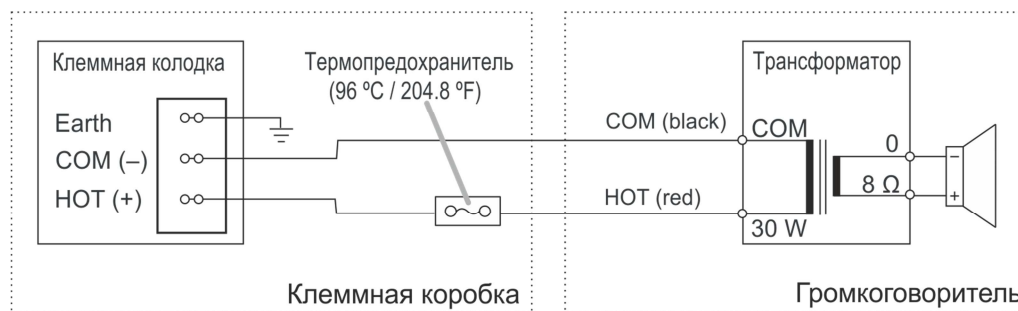 Клеммная колодка
Earth
COM (–)
HOT (+)
Термопредохранитель
(96 ºC / 204.8 ºF)
Клеммная коробка
COM (black)
HOT (red)
Трансформатор
COM
30 W
0
8 Ω
–
+
Громкоговоритель